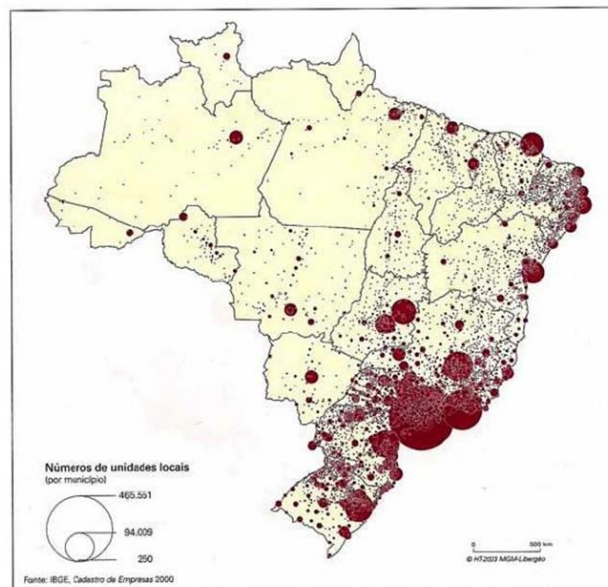 Números de unidades locais
(por município)
465.551
94.009
250
Fonte: IBGE, Cadastro de Empresas 2000
0 500 km
© HT-2003 MGM-Libergéo